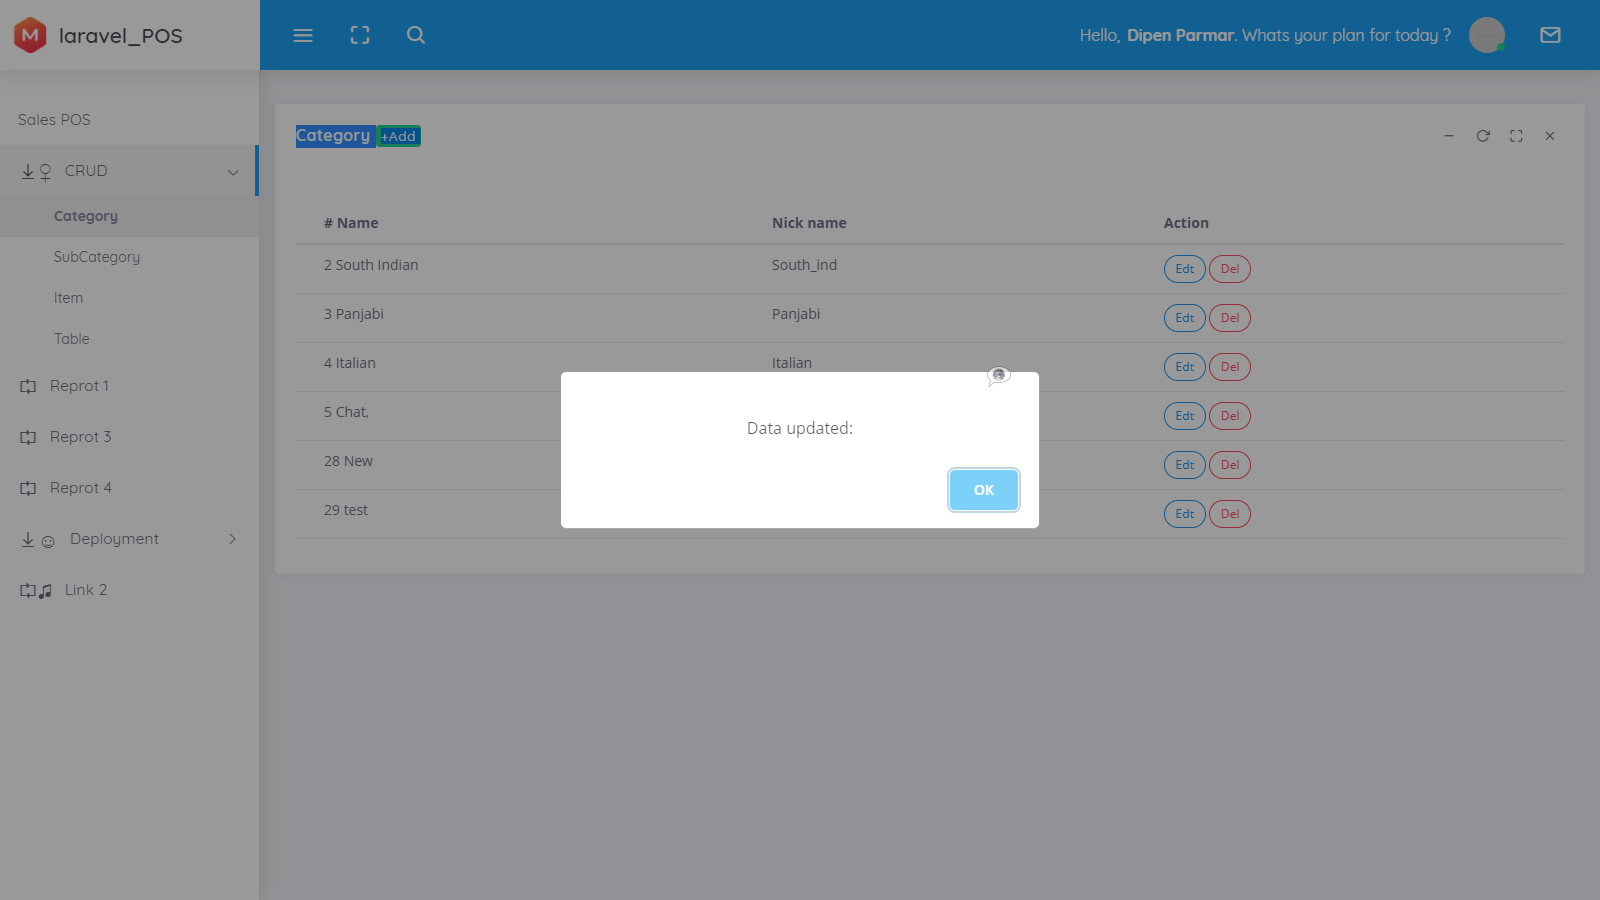 laravel_POS
Hello, Dipen Parmar. Whats your plan for today ?
Sales POS
CRUD
Category
SubCategory
Item
Table
Reprot 1
Reprot 3
Reprot 4
Deployment
Link 2
Category +Add
# Name Nick name Action
2 South Indian South_ind Edt Del
3 Panjabi Panjabi Edt Del
4 Italian Italian Edt Del
5 Chat, Edt Del
28 New Edt Del
29 test Edt Del
Data updated:
OK